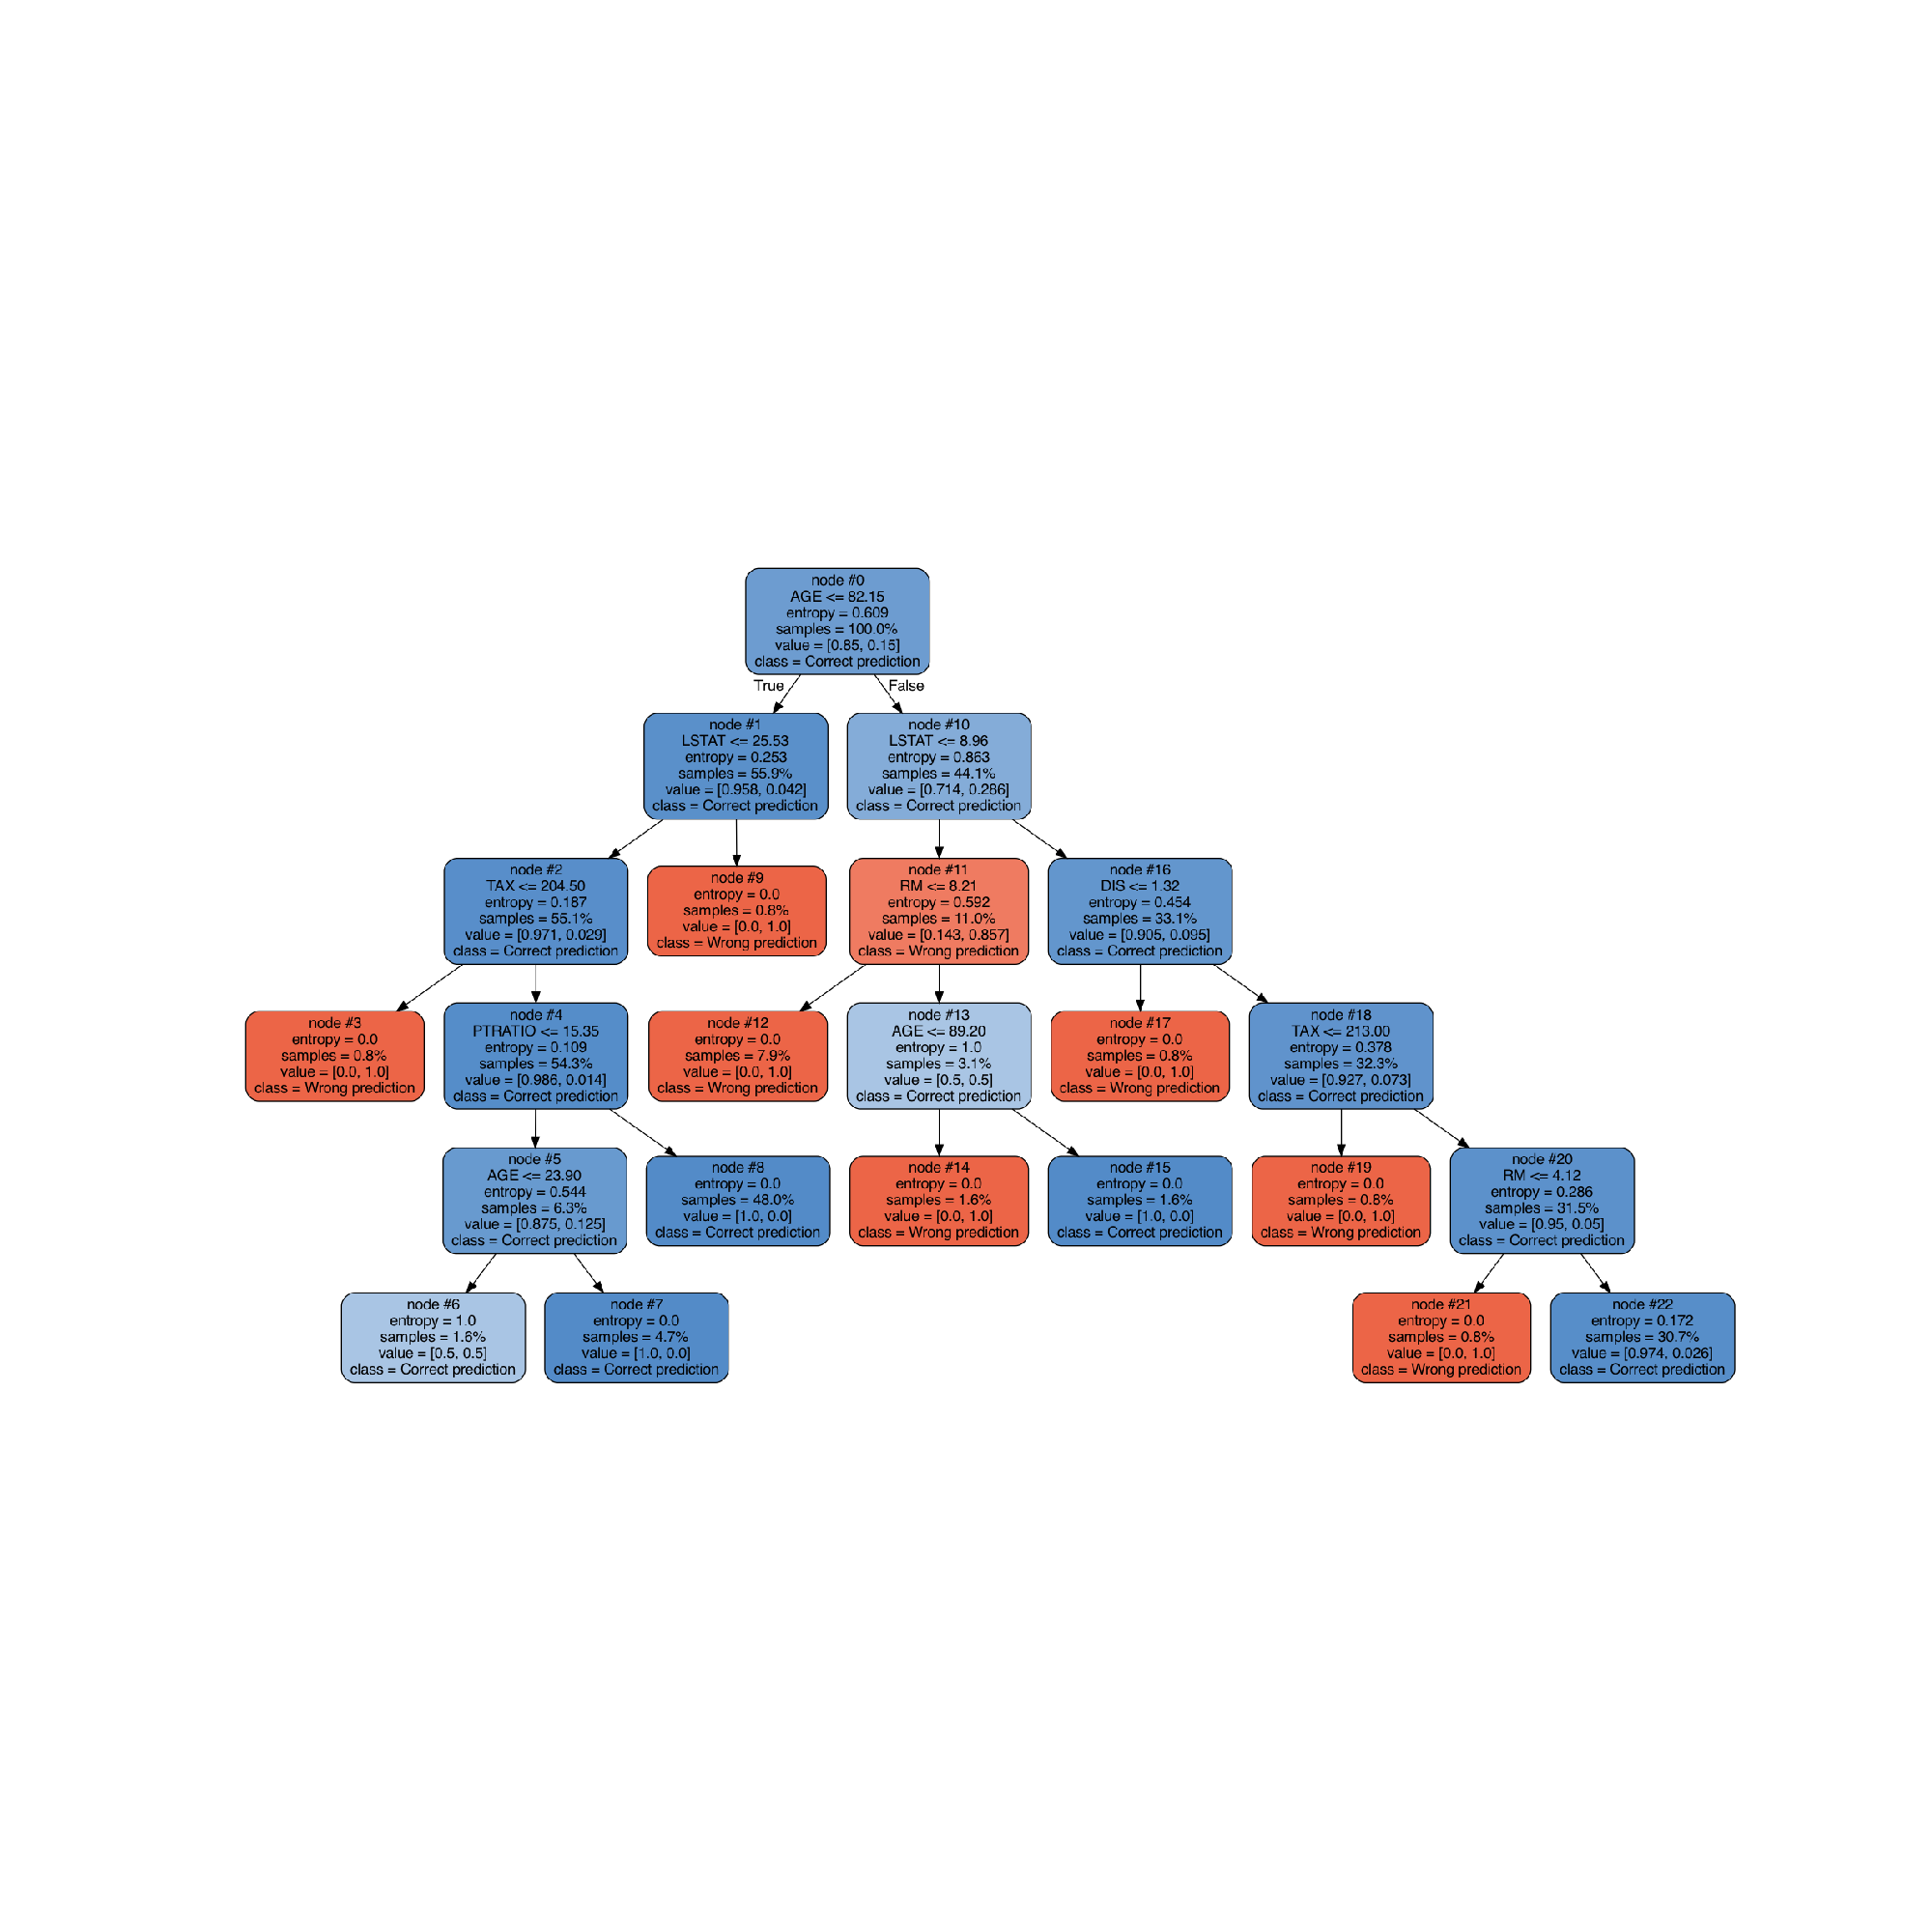 node #0
AGE <= 82.15
entropy = 0.609
samples = 100.0%
value = [0.85, 0.15]
class = Correct prediction
True
False
node #1
LSTAT <= 25.53
entropy = 0.253
samples = 55.9%
value = [0.958, 0.042]
class = Correct prediction
node #10
LSTAT <= 8.96
entropy = 0.863
samples = 44.1%
value = [0.714, 0.286]
class = Correct prediction
node #2
TAX <= 204.50
entropy = 0.187
samples = 55.1%
value = [0.971, 0.029]
class = Correct prediction
node #9
entropy = 0.0
samples = 0.8%
value = [0.0, 1.0]
class = Wrong prediction
node #11
RM <= 8.21
entropy = 0.592
samples = 11.0%
value = [0.143, 0.857]
class = Wrong prediction
node #16
DIS <= 1.32
entropy = 0.454
samples = 33.1%
value = [0.905, 0.095]
class = Correct prediction
node #3
entropy = 0.0
samples = 0.8%
value = [0.0, 1.0]
class = Wrong prediction
node #4
PTRATIO <= 15.35
entropy = 0.109
samples = 54.3%
value = [0.986, 0.014]
class = Correct prediction
node #12
entropy = 0.0
samples = 7.9%
value = [0.0, 1.0]
class = Wrong prediction
node #13
AGE <= 89.20
entropy = 1.0
samples = 3.1%
value = [0.5, 0.5]
class = Correct prediction
node #17
entropy = 0.0
samples = 0.8%
value = [0.0, 1.0]
class = Wrong prediction
node #18
TAX <= 213.00
entropy = 0.378
samples = 32.3%
value = [0.927, 0.073]
class = Correct prediction
node #5
AGE <= 23.90
entropy = 0.544
samples = 6.3%
value = [0.875, 0.125]
class = Correct prediction
node #8
entropy = 0.0
samples = 48.0%
value = [1.0, 0.0]
class = Correct prediction
node #14
entropy = 0.0
samples = 1.6%
value = [0.0, 1.0]
class = Wrong prediction
node #15
entropy = 0.0
samples = 1.6%
value = [1.0, 0.0]
class = Correct prediction
node #19
entropy = 0.0
samples = 0.8%
value = [0.0, 1.0]
class = Wrong prediction
node #20
RM <= 4.12
entropy = 0.286
samples = 31.5%
value = [0.95, 0.05]
class = Correct prediction
node #6
entropy = 1.0
samples = 1.6%
value = [0.5, 0.5]
class = Correct prediction
node #7
entropy = 0.0
samples = 4.7%
value = [1.0, 0.0]
class = Correct prediction
node #21
entropy = 0.0
samples = 0.8%
value = [0.0, 1.0]
class = Wrong prediction
node #22
entropy = 0.172
samples = 30.7%
value = [0.974, 0.026]
class = Correct prediction